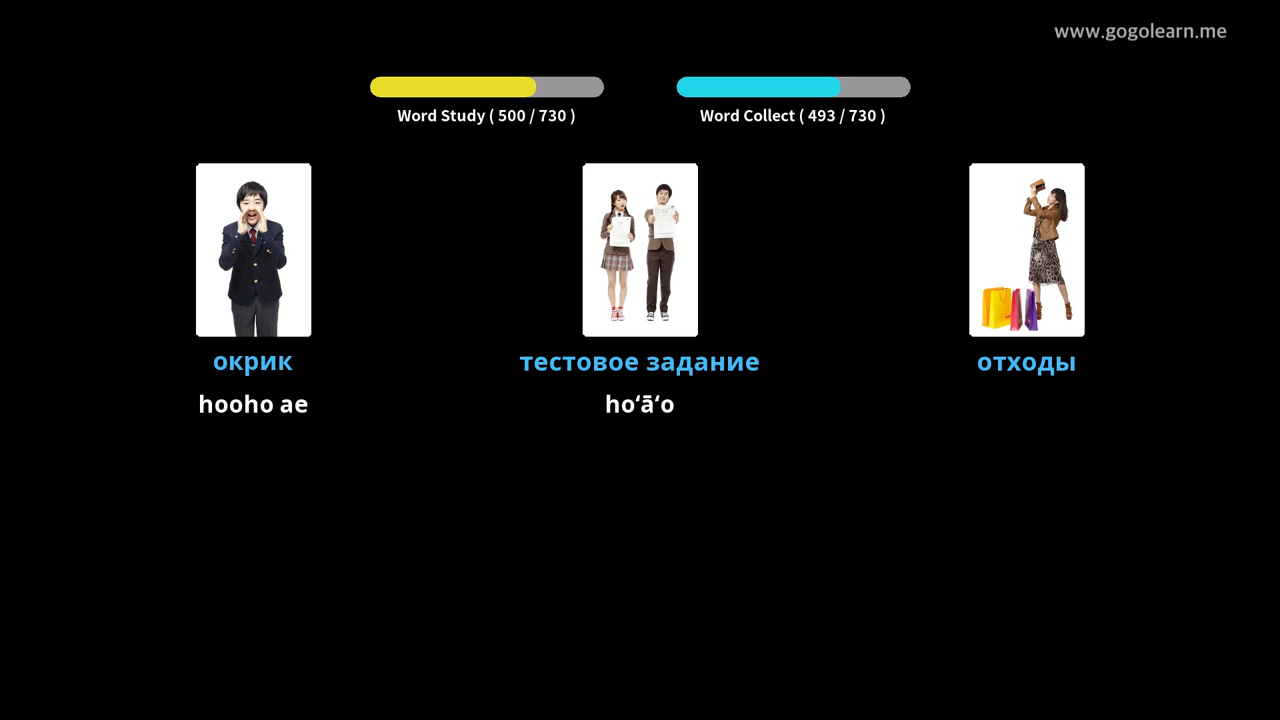 www.gogolearn.me
Word Study ( 500 / 730 )
Word Collect ( 493 / 730 )
окрик
тестовое задание
отходы
hooho ae
hoʻāʻo